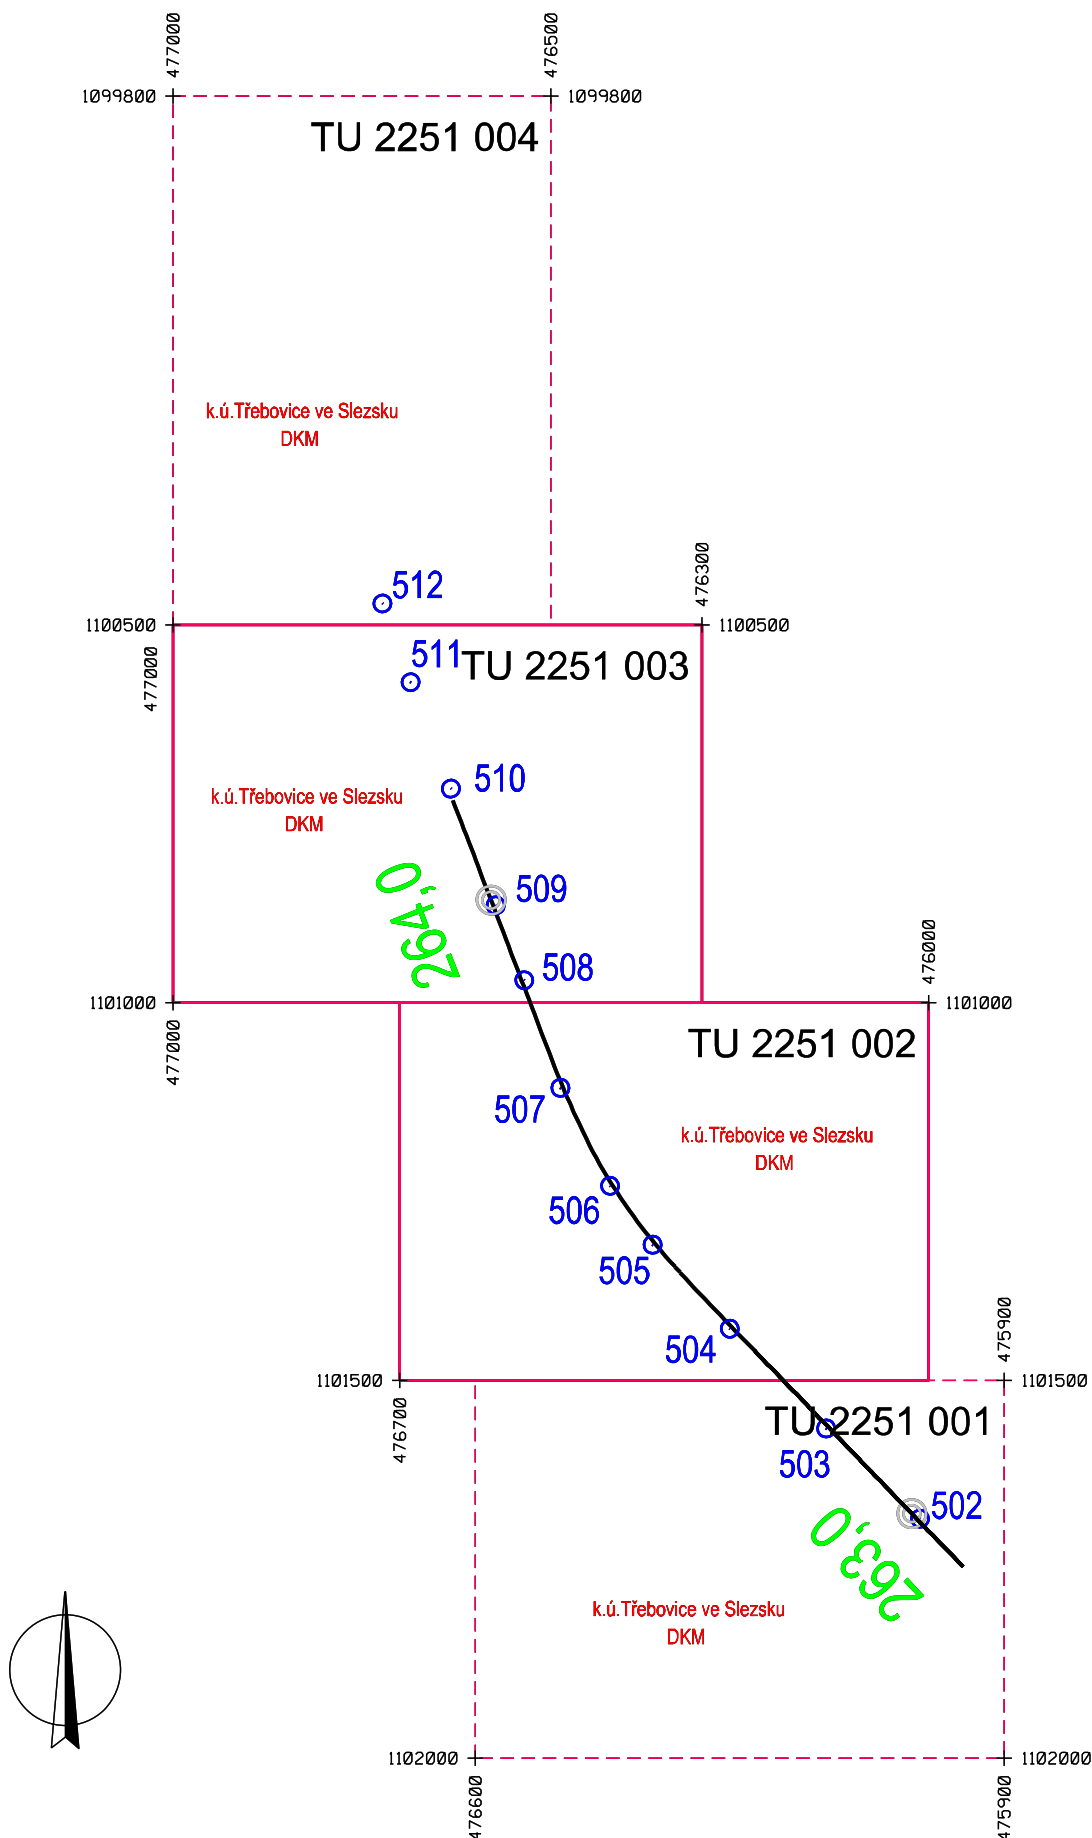 477000
476500
1099800
1099800
TU 2251 004
k.ú.Třebovice ve Slezsku
DKM
476300
512
1100500
1100500
477000
511
TU 2251 003
510
k.ú.Třebovice ve Slezsku
DKM
264,0
509
508
476000
1101000
1101000
477000
TU 2251 002
507
k.ú.Třebovice ve Slezsku
DKM
506
505
475900
504
1101500
1101500
476700
TU 2251 001
503
502
263,0
k.ú.Třebovice ve Slezsku
DKM
1102000
1102000
476600
475900